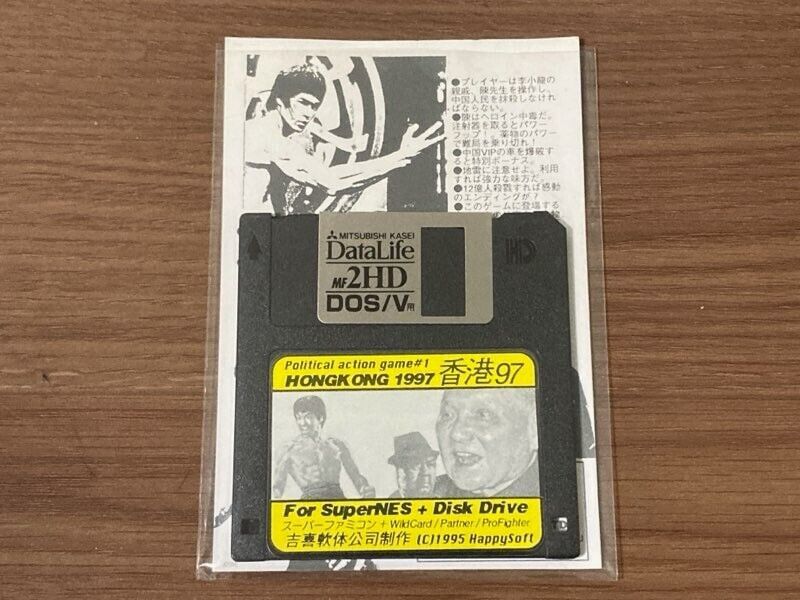 ●プレイヤーは李小龍の
親戚、陳先生を操作し、
中国人民を抹殺しなけれ
ばならない。
●陳はヘロイン中毒だ。
注射器を取るとパワー
フップ！。薬物のパワー
で難局を乗り切れ！
●中国VIPの車を爆破す
ると特別ボーナス。
●地雷に注意せよ。利用
すれば強力な味方だ。
●12億人殺戮すれば感動
のエンディングが？
●このゲームに登場する
MITSUBISHI KASEI
DataLife
MF2HD
DOS/V用
HD
Political action game#1
HONGKONG 1997 香港97
For SuperNES + Disk Drive
スーパーファミコン + WildCard / Partner / ProFighter
吉喜軟体公司制作 (C)1995 HappySoft